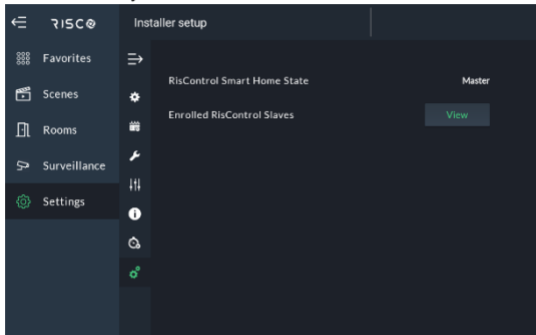 RISCO
Installer setup
Favorites
Scenes
Rooms
Surveillance
Settings
RisControl Smart Home State Master
Enrolled RisControl Slaves View